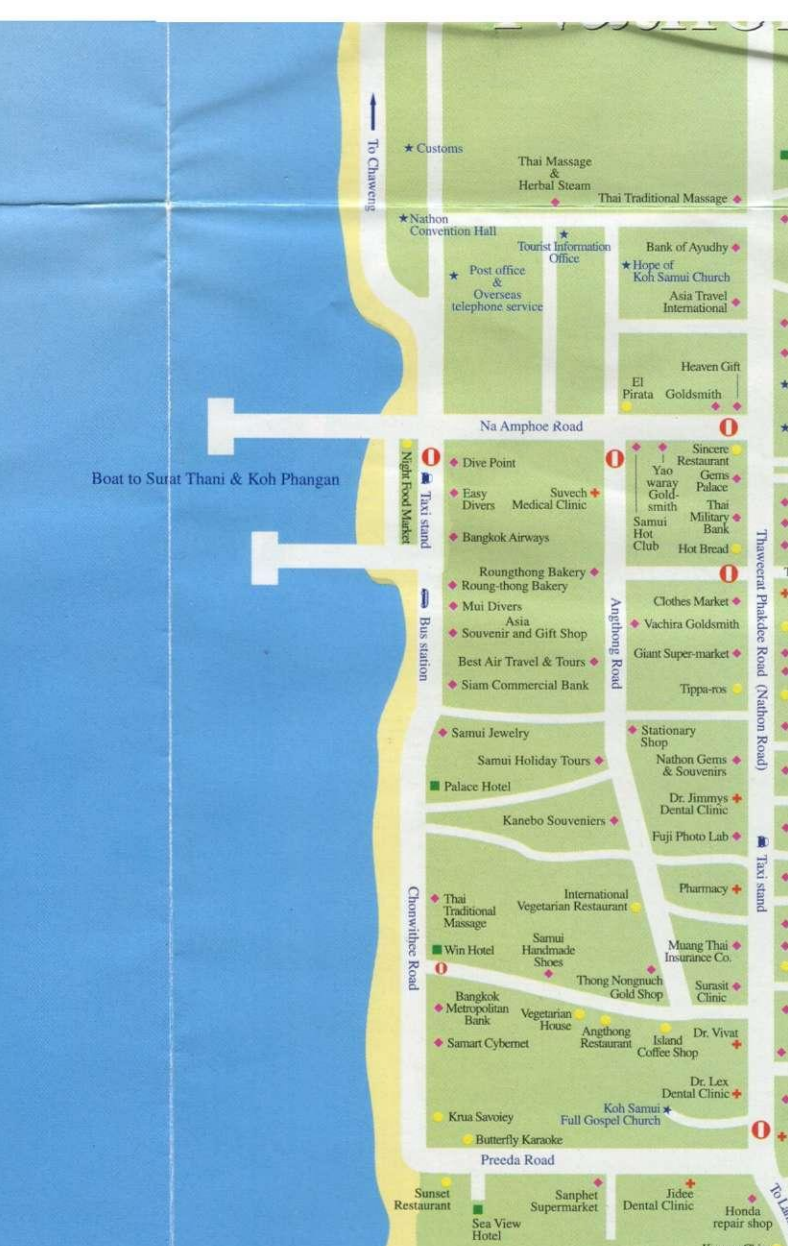 To Chaweng
Customs
Thai Massage
&
Herbal Steam
Thai Traditional Massage
Nathon
Convention Hall
Tourist Information
Office
Bank of Ayudhy
Hope of
Koh Samui Church
Post office
&
Overseas
telephone service
Asia Travel
International
Heaven Gift
El
Pirata
Goldsmith
Na Amphoe Road
Boat to Surat Thani & Koh Phangan
Night Food Market
Taxi stand
Dive Point
Easy
Divers
Suvech
Medical Clinic
Bangkok Airways
Samui
Hot
Club
Yao
waray
Gold-
smith
Sincere
Restaurant
Gems
Palace
Thai
Military
Bank
Hot Bread
Roungthong Bakery
Roung-thong Bakery
Mui Divers
Asia
Souvenir and Gift Shop
Best Air Travel & Tours
Siam Commercial Bank
Bus station
Angthong Road
Clothes Market
Vachira Goldsmith
Giant Super-market
Tippa-ros
Thaweerat Phakdee Road (Nathon Road)
Samui Jewelry
Samui Holiday Tours
Palace Hotel
Kanebo Souveniers
Stationary
Shop
Nathon Gems
& Souvenirs
Dr. Jimmys
Dental Clinic
Fuji Photo Lab
Taxi stand
Chonwithee Road
Thai
Traditional
Massage
International
Vegetarian Restaurant
Pharmacy
Win Hotel
Samui
Handmade
Shoes
Muang Thai
Insurance Co.
Thong Nongnuch
Gold Shop
Surasit
Clinic
Bangkok
Metropolitan
Bank
Vegetarian
House
Angthong
Restaurant
Island
Coffee Shop
Dr. Vivat
Samart Cybernet
Dr. Lex
Dental Clinic
Koh Samui
Full Gospel Church
Krua Savoiey
Butterfly Karaoke
Preeda Road
Sunset
Restaurant
Sea View
Hotel
Sanphet
Supermarket
Jidee
Dental Clinic
Honda
repair shop